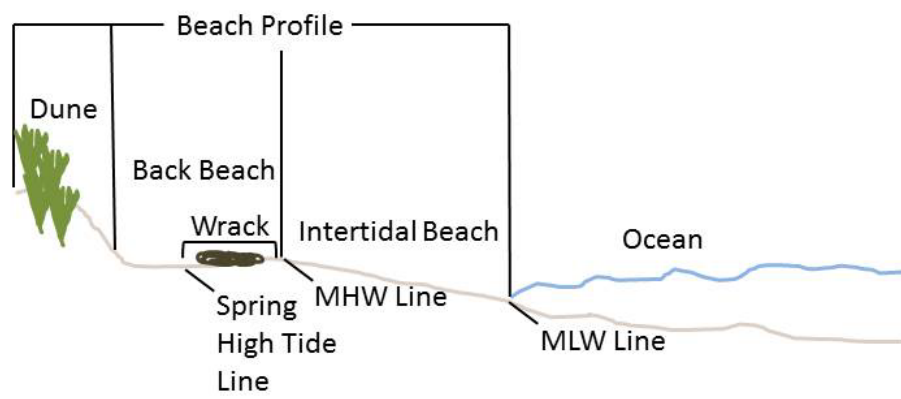 Beach Profile
Dune
Back Beach
Wrack
Intertidal Beach
Ocean
Spring
High Tide
Line
MHW Line
MLW Line